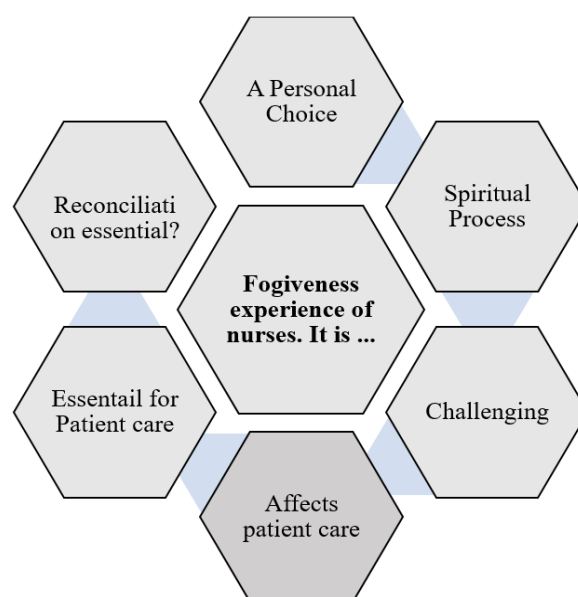 A Personal
Choice
Spiritual
Process
Reconciliati
on essential?
Fogiveness
experience of
nurses. It is ...
Essentail for
Patient care
Challenging
Affects
patient care